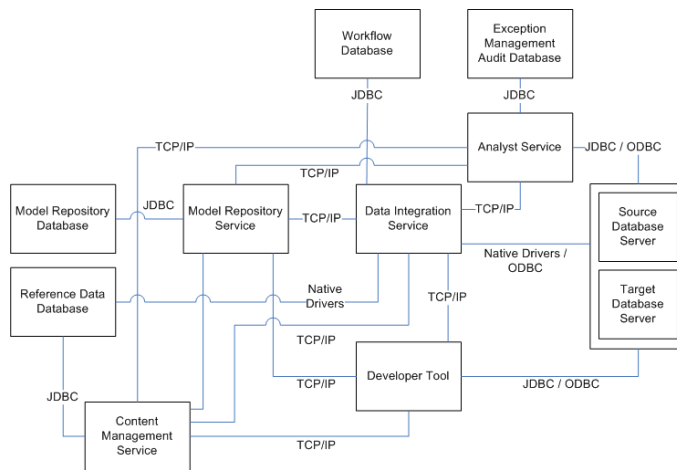 Workflow
Database
Exception
Management
Audit Database
JDBC
JDBC
TCP/IP
Analyst Service
JDBC / ODBC
TCP/IP
Model Repository
Database
JDBC
Model Repository
Service
TCP/IP
Data Integration
Service
TCP/IP
Source
Database
Server
Native Drivers /
ODBC
Reference Data
Database
Native
Drivers
TCP/IP
Target
Database
Server
TCP/IP
JDBC
TCP/IP
Developer Tool
JDBC / ODBC
Content
Management
Service
TCP/IP